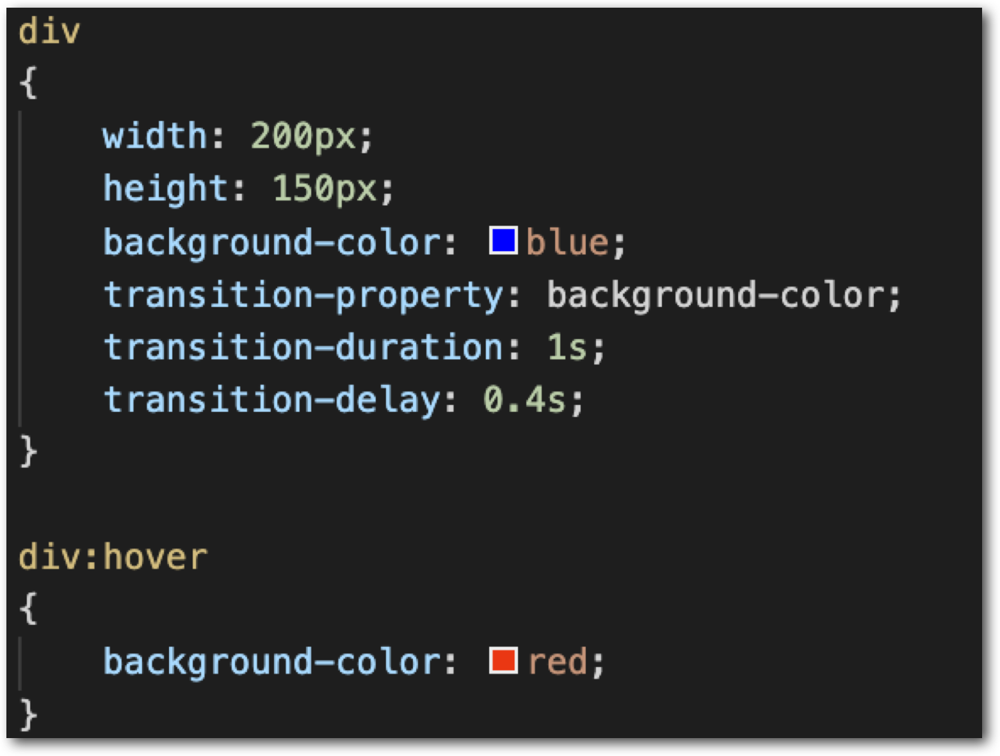 div
{
    width: 200px;
    height: 150px;
    background-color: blue;
    transition-property: background-color;
    transition-duration: 1s;
    transition-delay: 0.4s;
}

div:hover
{
    background-color: red;
}